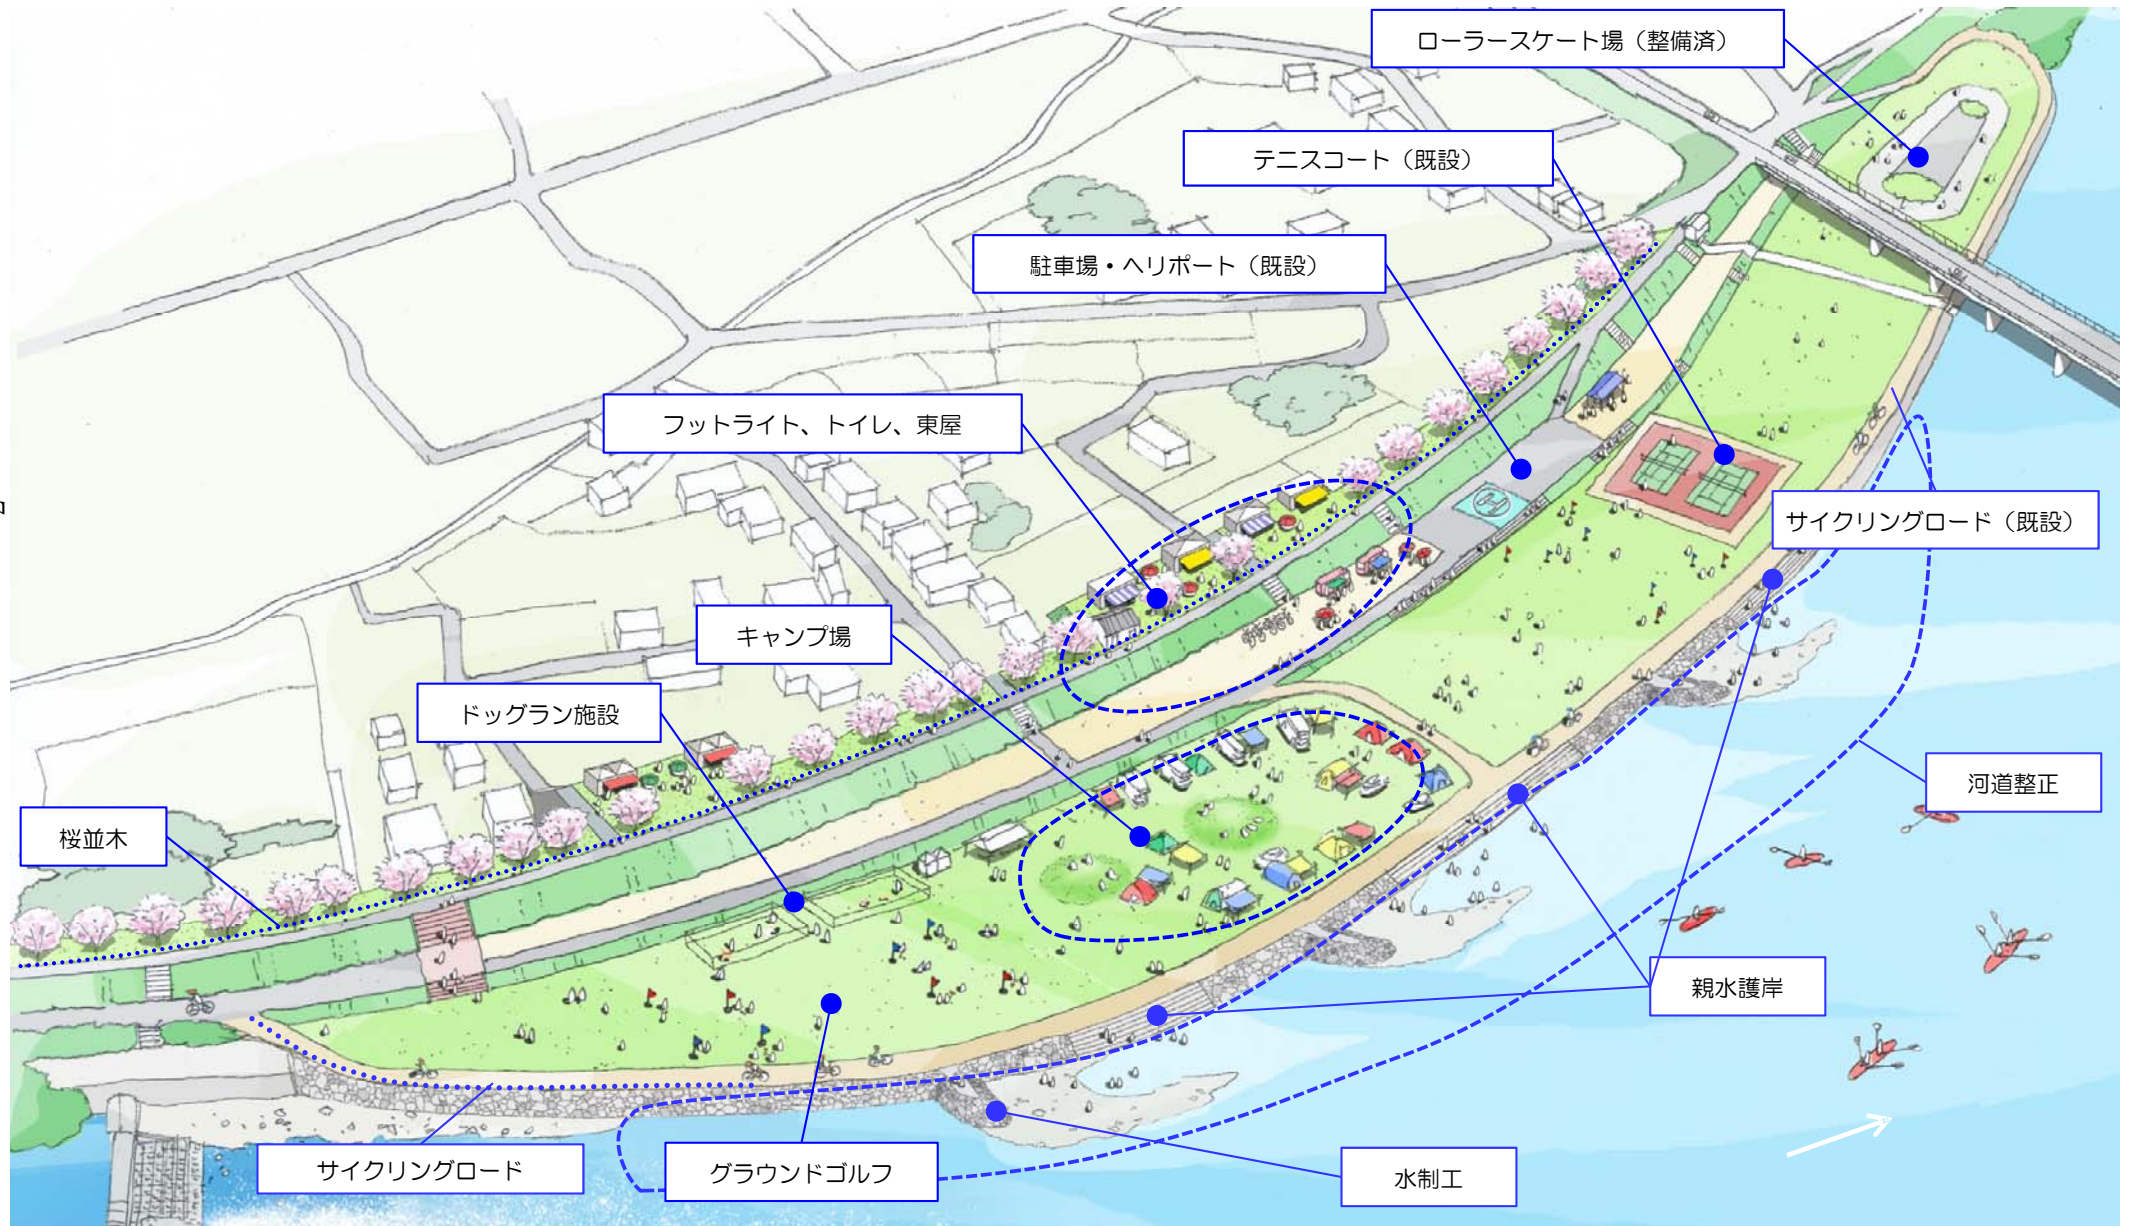 ローラースケート場（整備済）
テニスコート（既設）
駐車場・ヘリポート（既設）
フットライト、トイレ、東屋
サイクリングロード（既設）
キャンプ場
ドッグラン施設
河道整正
桜並木
親水護岸
サイクリングロード
グラウンドゴルフ
水制工
H